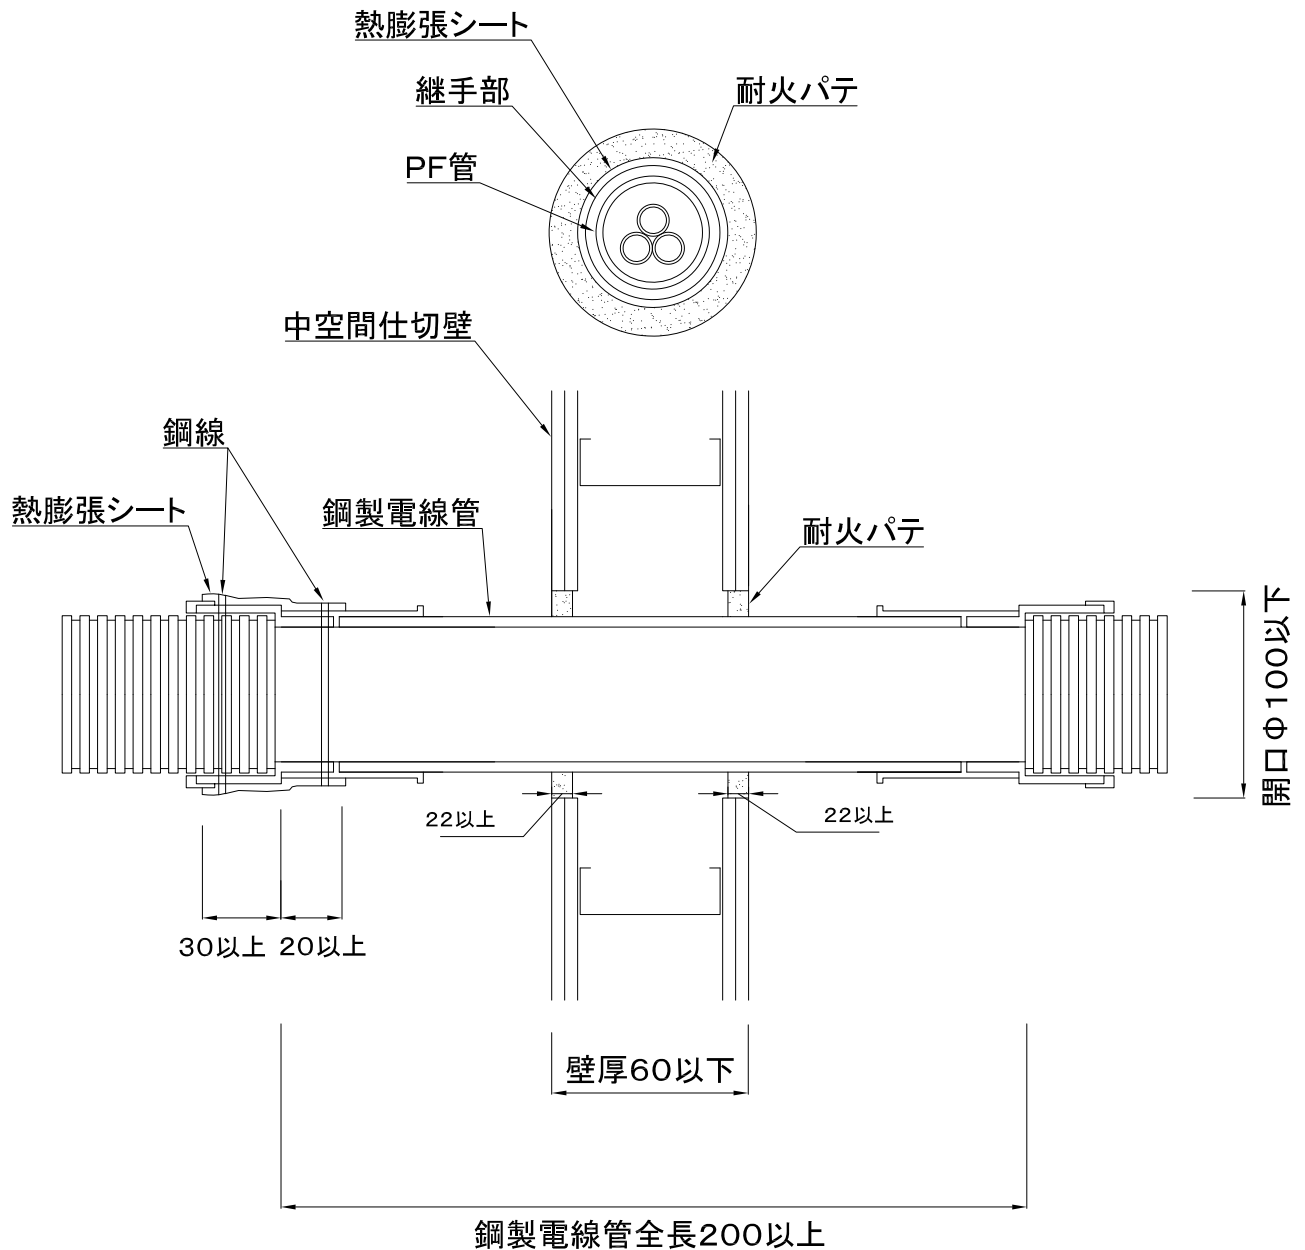 熱膨張シート
継手部
耐火パテ
PF管
中空間仕切壁
鋼線
熱膨張シート
鋼製電線管
耐火パテ
開口Φ100以下
22以上
22以上
30以上
20以上
壁厚60以下
鋼製電線管全長200以上